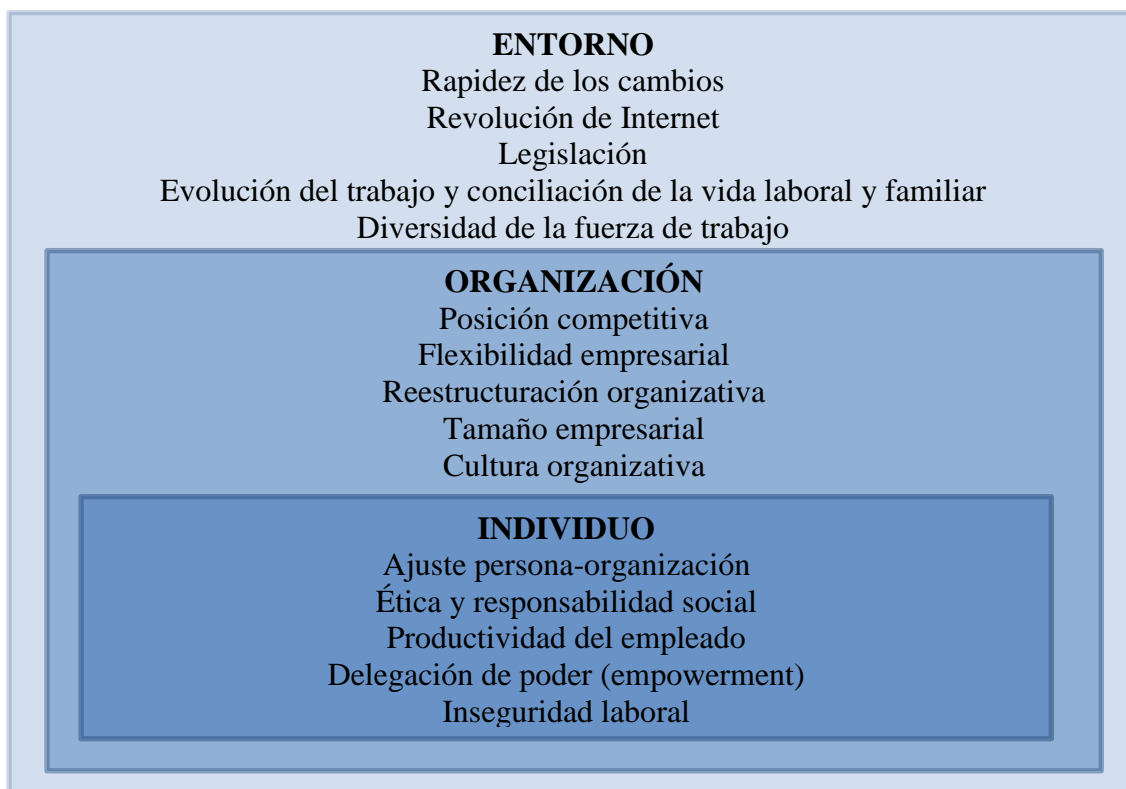 ENTORNO
Rapidez de los cambios
Revolución de Internet
Legislación
Evolución del trabajo y conciliación de la vida laboral y familiar
Diversidad de la fuerza de trabajo
ORGANIZACIÓN
Posición competitiva
Flexibilidad empresarial
Reestructuración organizativa
Tamaño empresarial
Cultura organizativa
INDIVIDUO
Ajuste persona-organización
Ética y responsabilidad social
Productividad del empleado
Delegación de poder (empowerment)
Inseguridad laboral